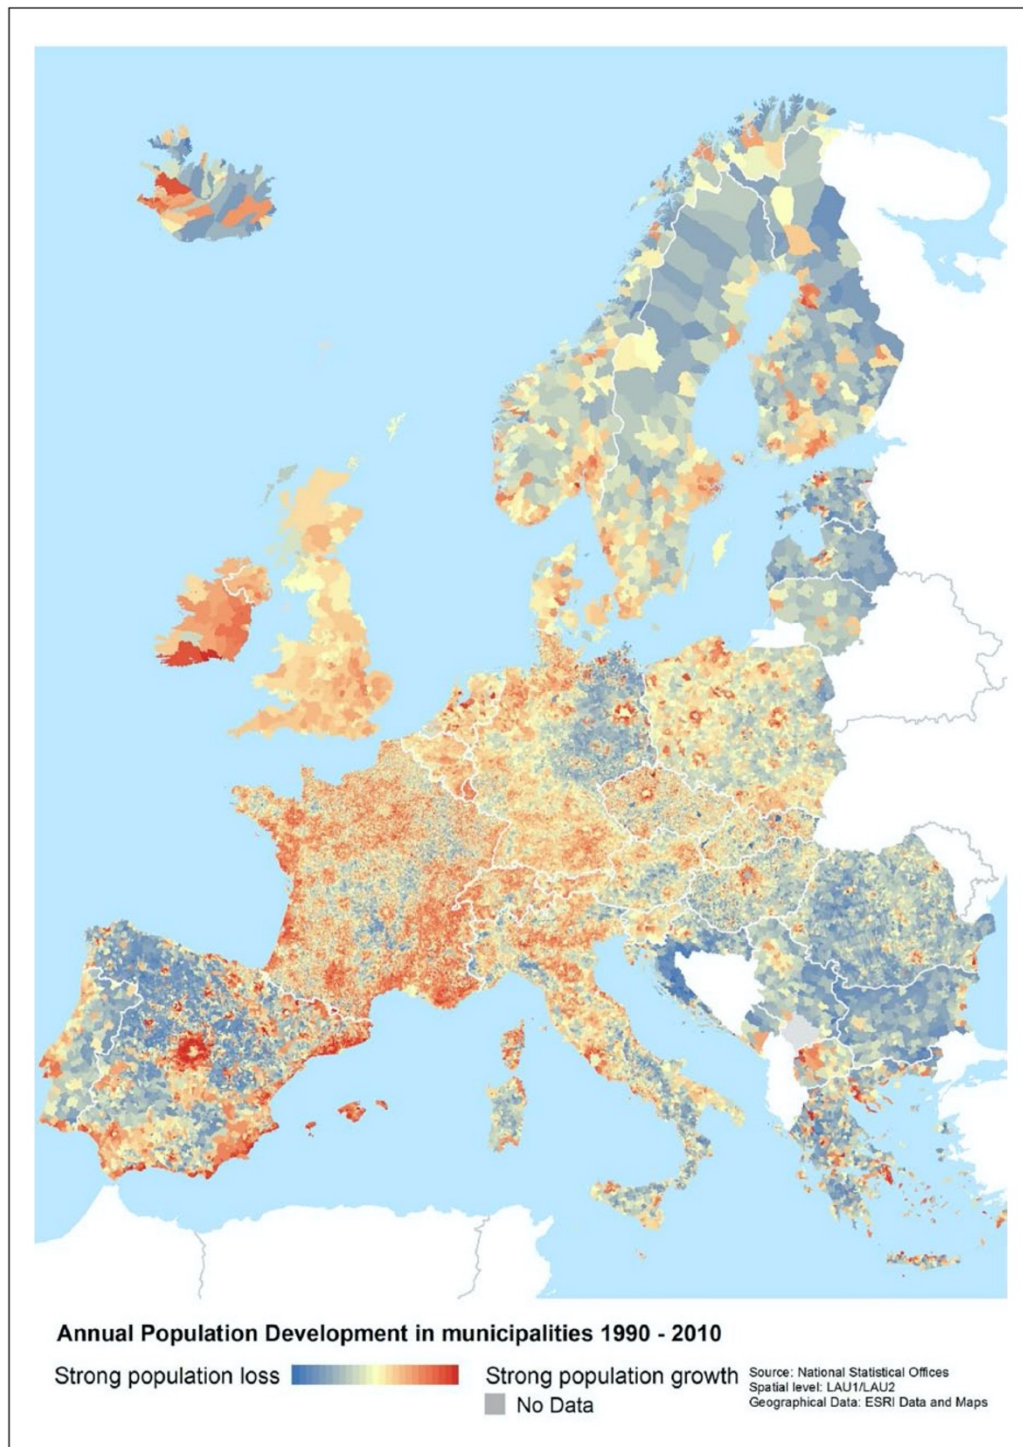 Annual Population Development in municipalities 1990 - 2010
Strong population loss
Strong population growth
No Data
Source: National Statistical Offices
Spatial level: LAU1/LAU2
Geographical Data: ESRI Data and Maps